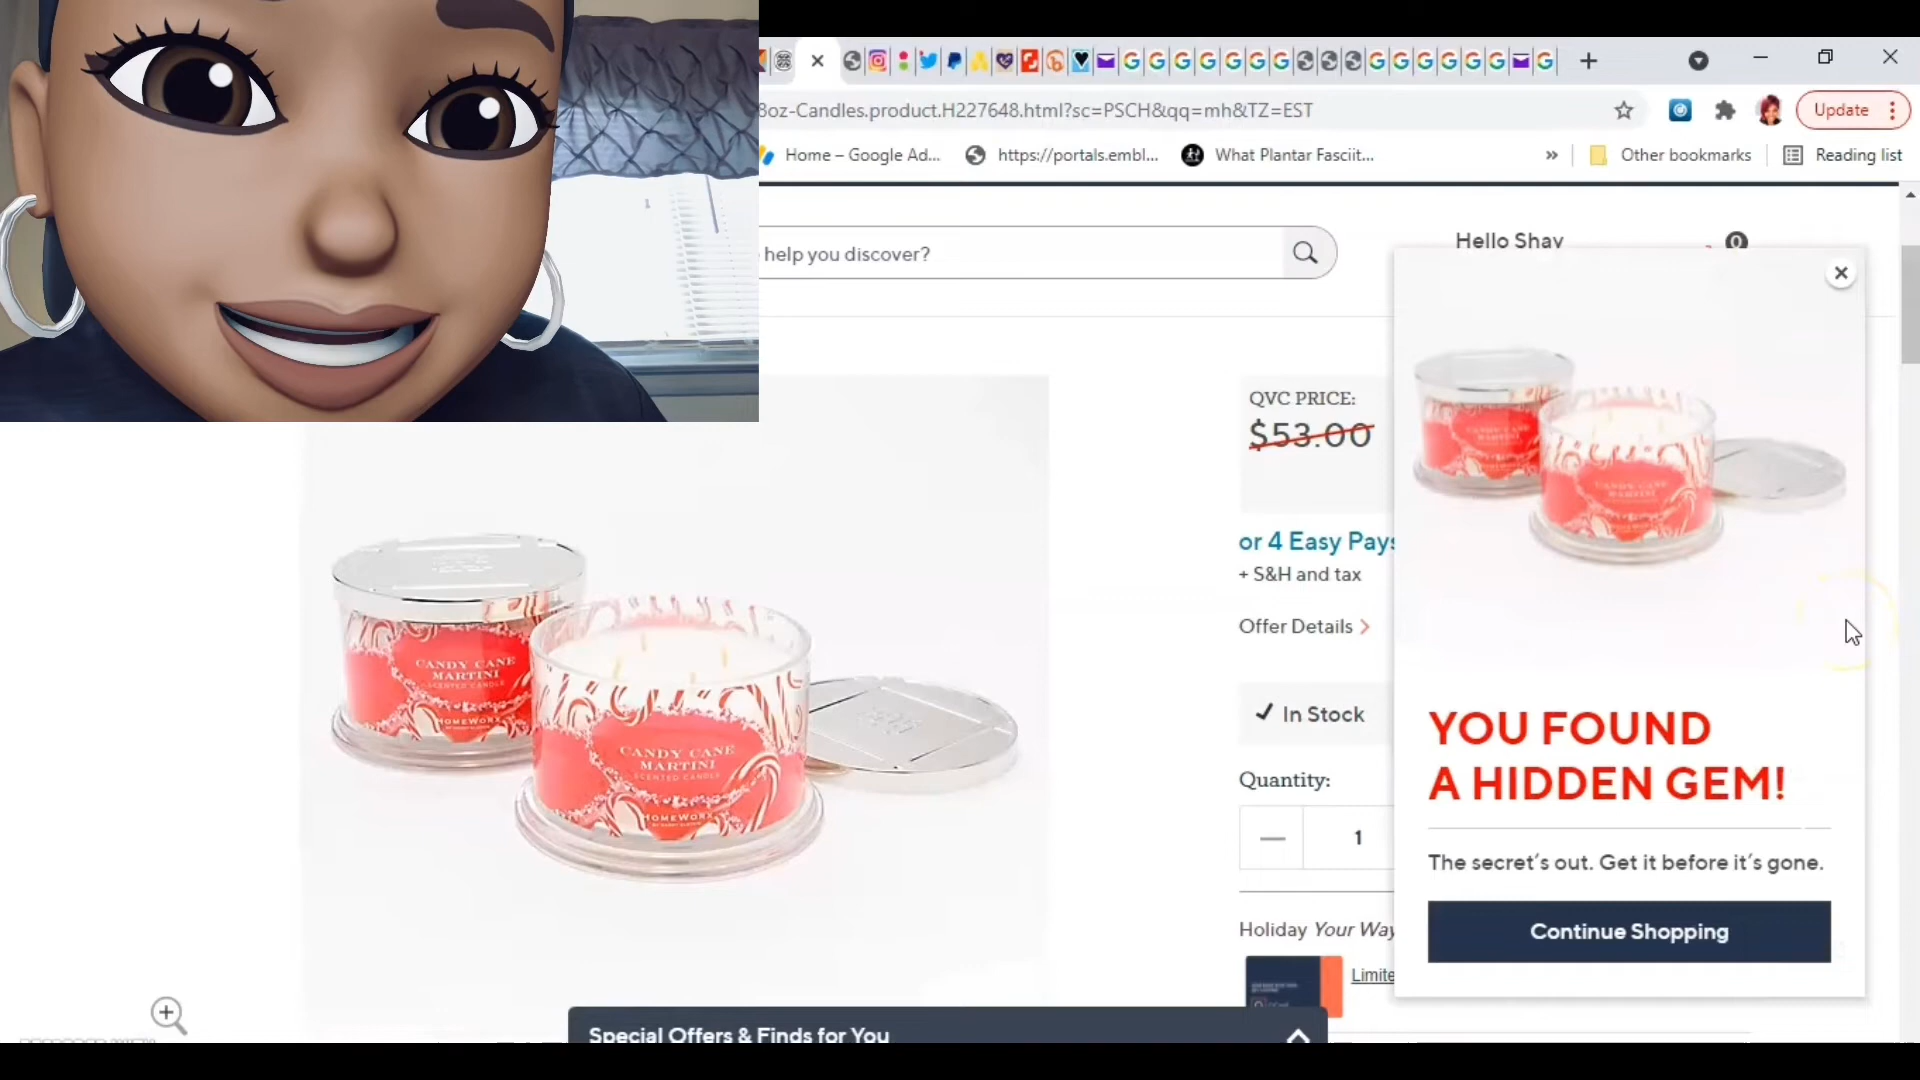 Update
8oz-Candles.product.H227648.html?sc=PSCH&qq=mh&TZ=EST
Home – Google Ad...
https://portals.embl...
What Plantar Fasciit...
»
Other bookmarks
Reading list
help you discover?
Hello Shay
0
QVC PRICE:
$53.00
or 4 Easy Pays
+ S&H and tax
Offer Details >
In Stock
Quantity:
1
Holiday Your Way
Limite
CANDY CANE
MARTINI
SCENTED CANDLE
HOMEWORX
CANDY CANE
MARTINI
SCENTED CANDLE
HOMEWORX
CANDY CANE
MARTINI
YOU FOUND
A HIDDEN GEM!
The secret's out. Get it before it's gone.
Continue Shopping
Special Offers & Finds for You